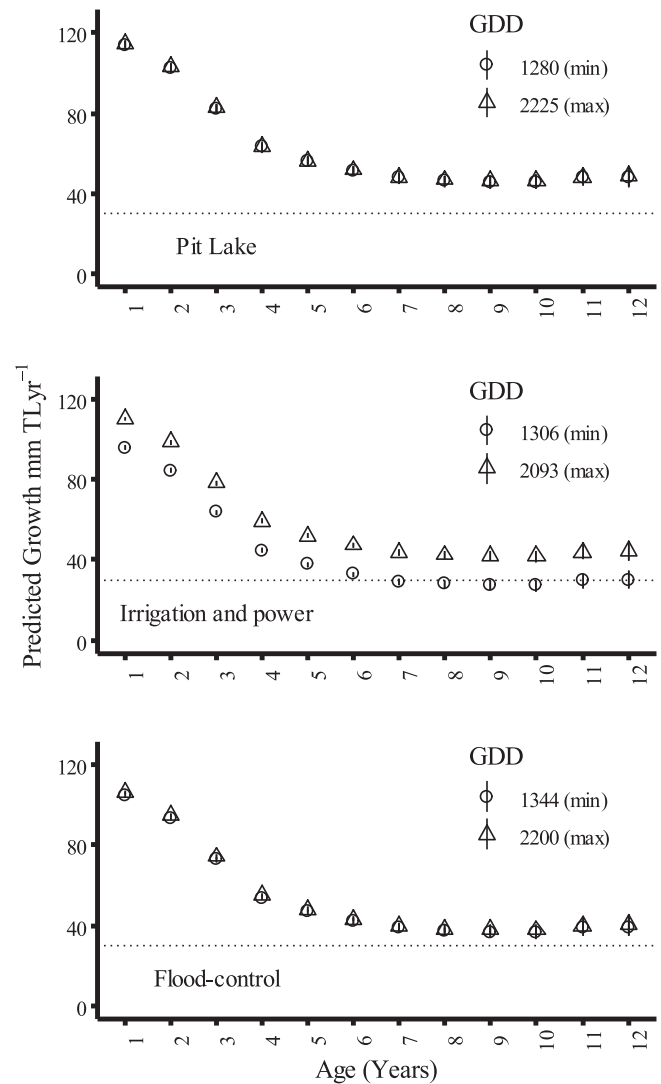 GDD
120
1280 (min)
2225 (max)
80
40
Pit Lake
0
1 2 3 4 5 6 7 8 9 10 11 12
Predicted Growth mm TLyr⁻¹
GDD
120
1306 (min)
2093 (max)
80
40
Irrigation and power
0
1 2 3 4 5 6 7 8 9 10 11 12
GDD
120
1344 (min)
2200 (max)
80
40
Flood-control
0
1 2 3 4 5 6 7 8 9 10 11 12
Age (Years)